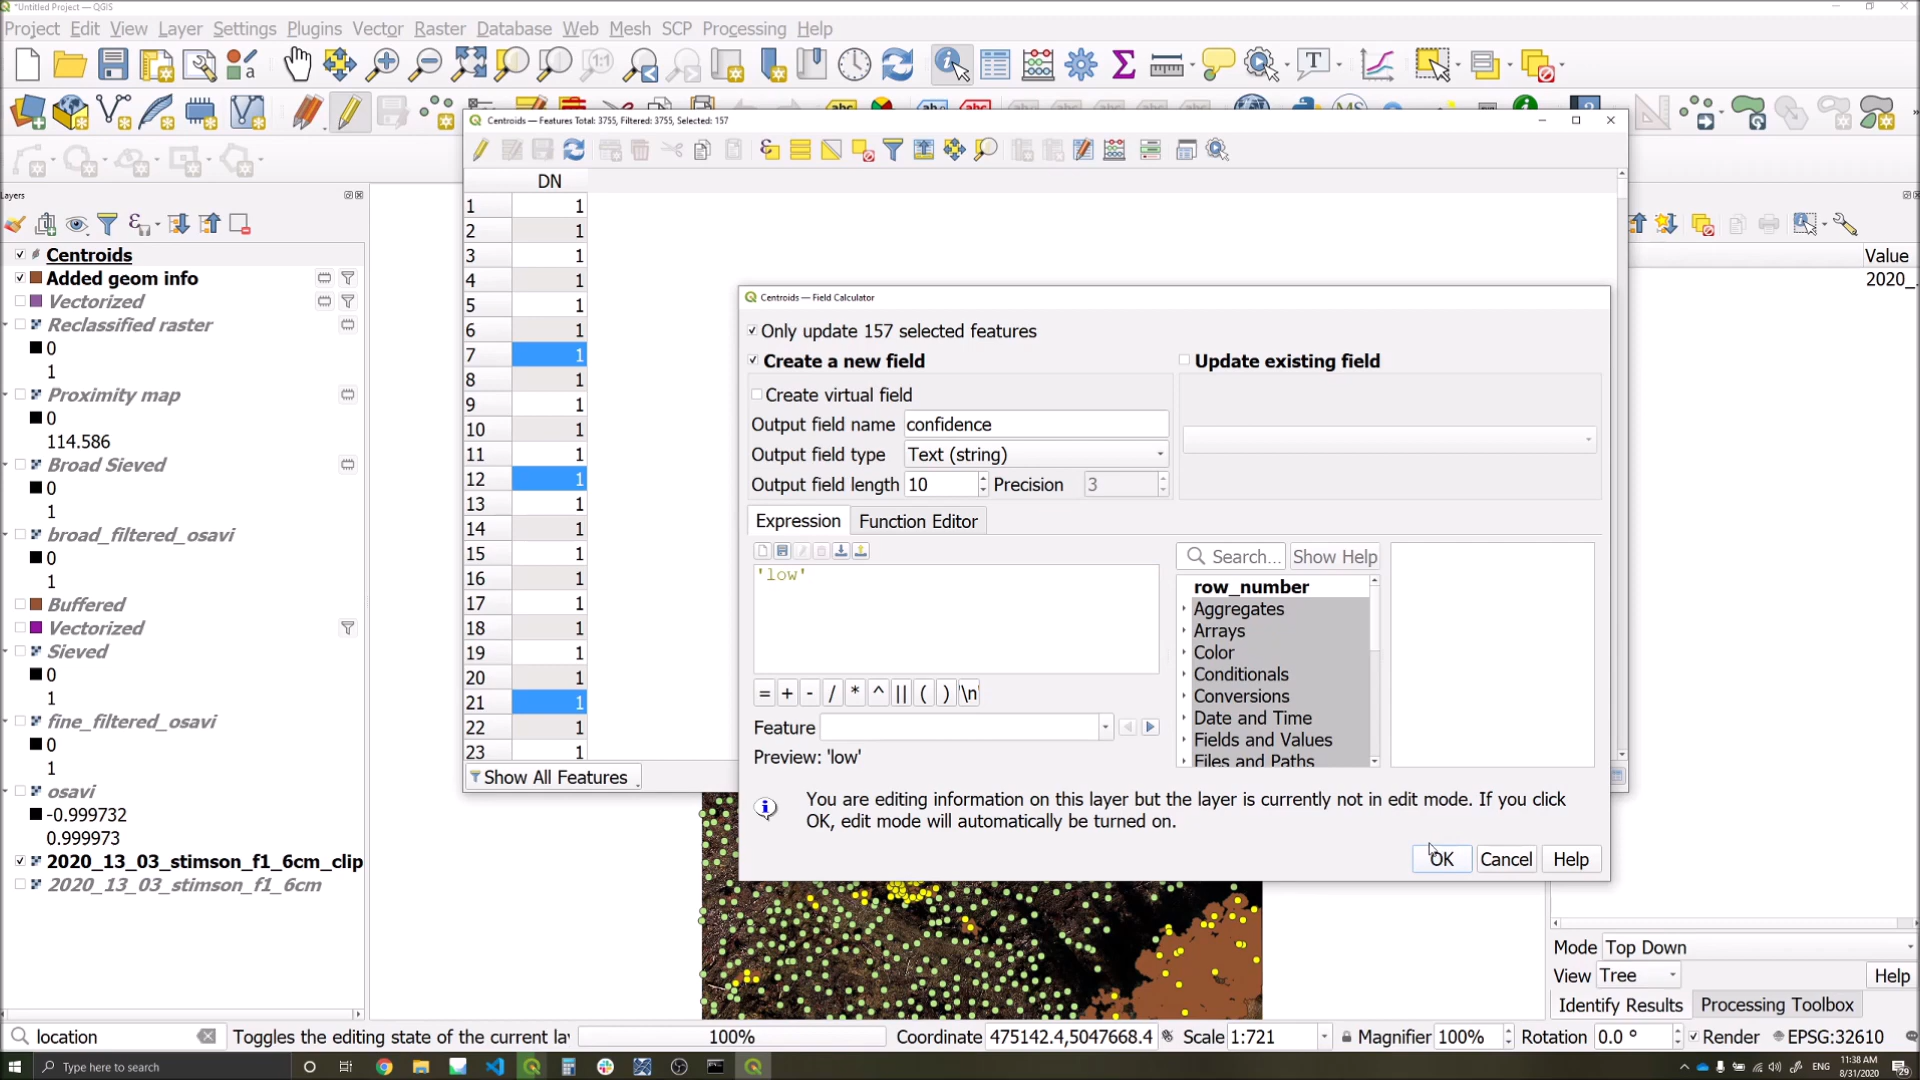 *Untitled Project — QGIS
Project Edit View Layer Settings Plugins Vector Raster Database Web Mesh SCP Processing Help
Centroids — Features Total: 3755, Filtered: 3755, Selected: 157
Layers
DN
1 1
2 1
3 1
4 1
5 1
6 1
7 1
8 1
9 1
10 1
11 1
12 1
13 1
14 1
15 1
16 1
17 1
18 1
19 1
20 1
21 1
22 1
23 1
Show All Features
Centroids
Added geom info
Vectorized
Reclassified raster
0
1
Proximity map
0
114.586
Broad Sieved
0
1
broad_filtered_osavi
0
1
Buffered
Vectorized
Sieved
0
1
fine_filtered_osavi
0
1
osavi
-0.999732
0.999973
2020_13_03_stimson_f1_6cm_clip
2020_13_03_stimson_f1_6cm
Centroids — Field Calculator
Only update 157 selected features
Create a new field
Update existing field
Create virtual field
Output field name confidence
Output field type Text (string)
Output field length 10 Precision 3
Expression Function Editor
'low'
= + - / * ^ || ( ) '\n'
Feature
Preview: 'low'
Search... Show Help
row_number
Aggregates
Arrays
Color
Conditionals
Conversions
Date and Time
Fields and Values
Files and Paths
You are editing information on this layer but the layer is currently not in edit mode. If you click
OK, edit mode will automatically be turned on.
OK Cancel Help
Value
2020_
Mode Top Down
View Tree Help
Identify Results Processing Toolbox
location Toggles the editing state of the current la 100% Coordinate 475142.4,5047668.4 Scale 1:721 Magnifier 100% Rotation 0.0 ° Render EPSG:32610
Type here to search
ENG
11:38 AM
8/31/2020